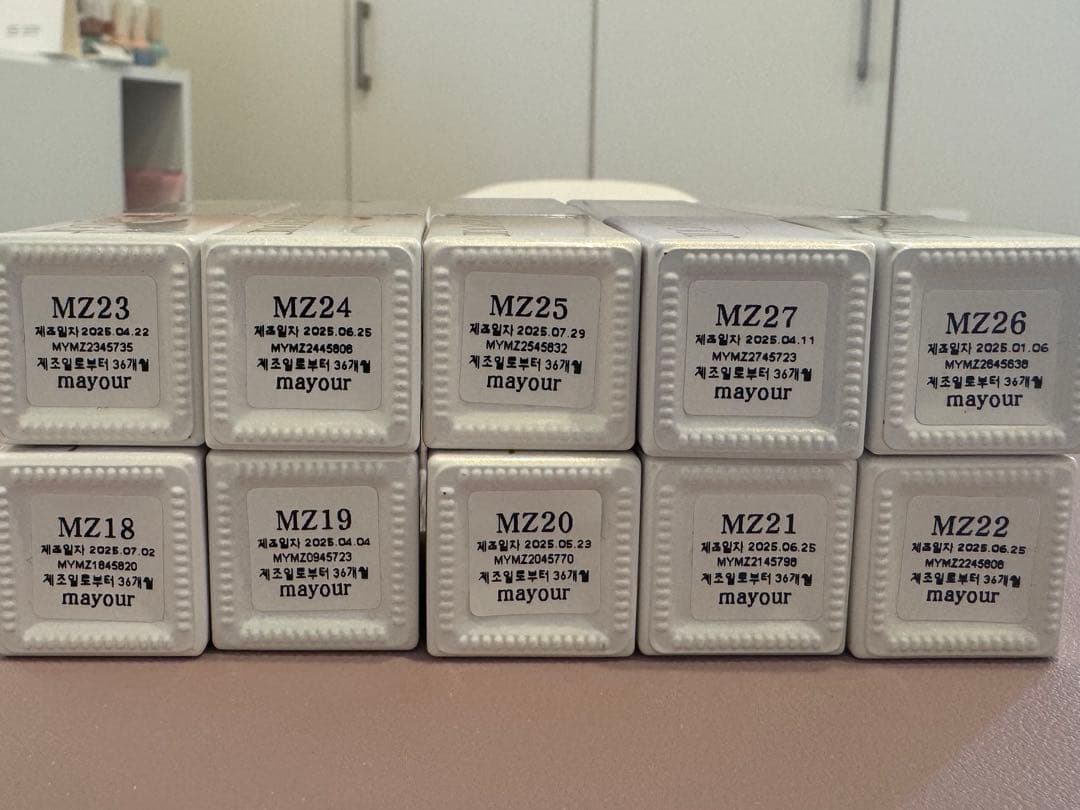 MZ23
제조일자 2025.04.22
MYMZ2345735
제조일로부터 36개월
mayour
MZ24
제조일자 2025.06.25
MYMZ2445808
제조일로부터 36개월
mayour
MZ25
제조일자 2025.07.29
MYMZ2545832
제조일로부터 36개월
mayour
MZ27
제조일자 2025.04.11
MYMZ2745723
제조일로부터 36개월
mayour
MZ26
제조일자 2025.01.06
MYMZ2645638
제조일로부터 36개월
mayour
MZ18
제조일자 2025.07.02
MYMZ1845820
제조일로부터 36개월
mayour
MZ19
제조일자 2025.04.04
MYMZ0945723
제조일로부터 36개월
mayour
MZ20
제조일자 2025.05.23
MYMZ2045770
제조일로부터 36개월
mayour
MZ21
제조일자 2025.06.25
MYMZ2145798
제조일로부터 36개월
mayour
MZ22
제조일자 2025.06.25
MYMZ2245808
제조일로부터 36개월
mayour